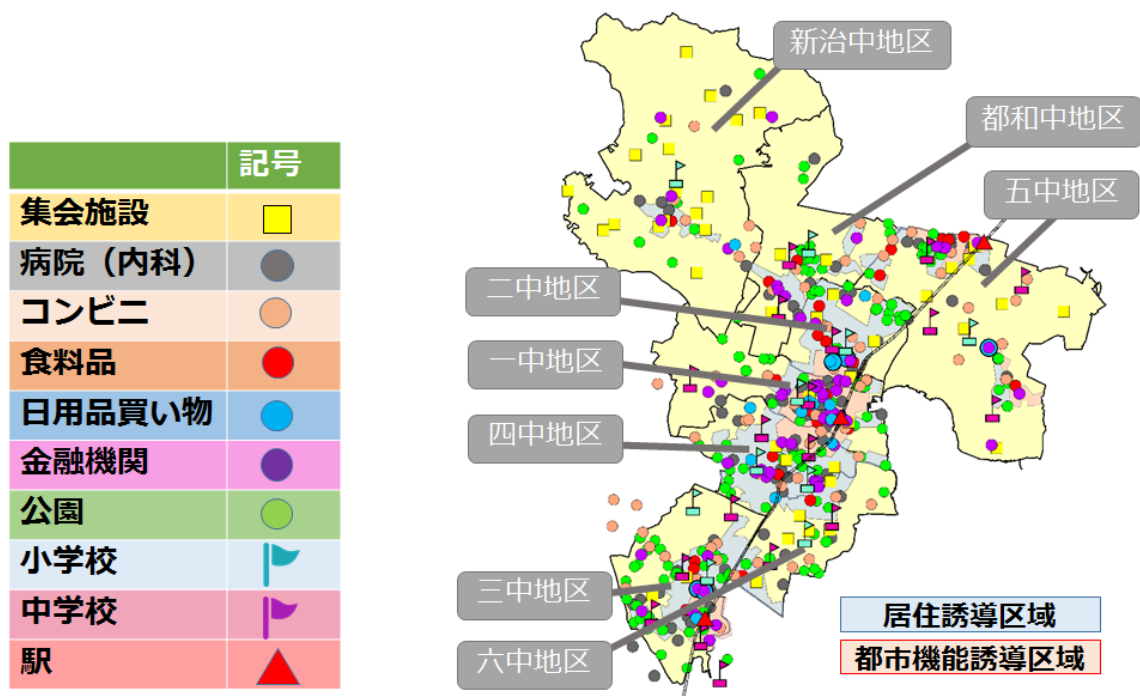 記号
集会施設
病院（内科）
コンビニ
食料品
日用品買い物
金融機関
公園
小学校
中学校
駅
新治中地区
都和中地区
五中地区
二中地区
一中地区
四中地区
三中地区
六中地区
居住誘導区域
都市機能誘導区域